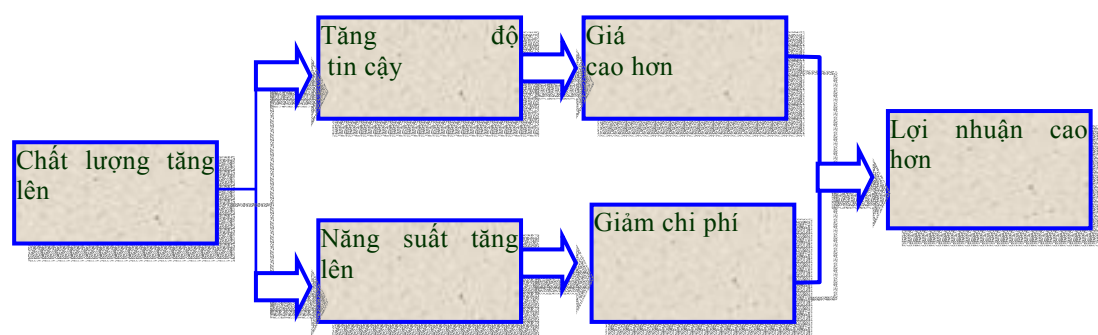 Chất lượng tăng
lên
Tăng độ
tin cậy
Giá
cao hơn
Năng suất tăng
lên
Giảm chi phí
Lợi nhuận cao
hơn